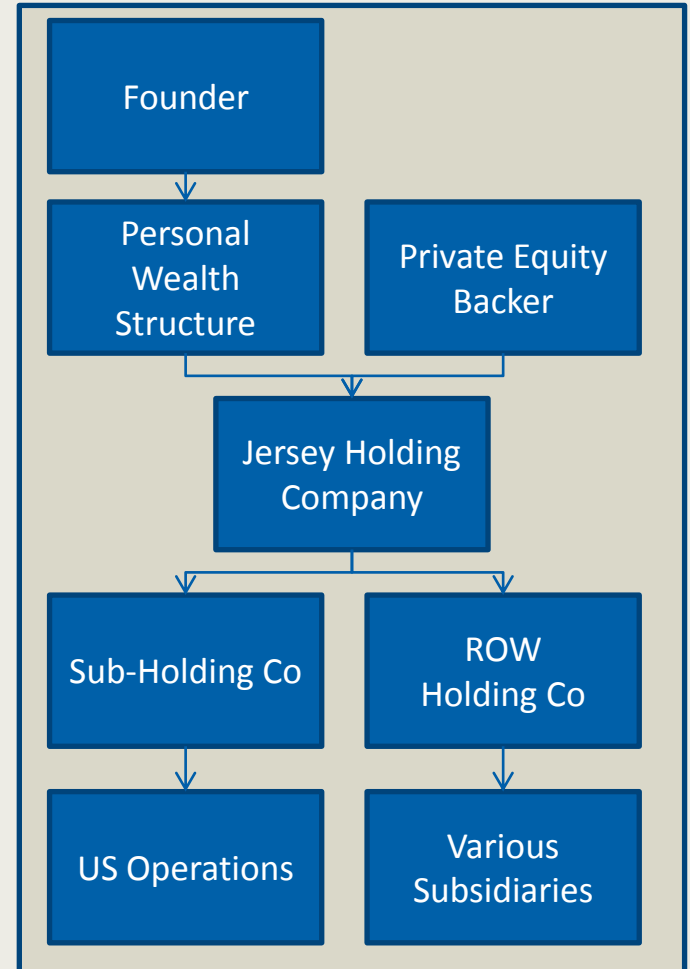 Founder
Personal
Wealth
Structure
Private Equity
Backer
Jersey Holding
Company
Sub-Holding Co
ROW
Holding Co
US Operations
Various
Subsidiaries